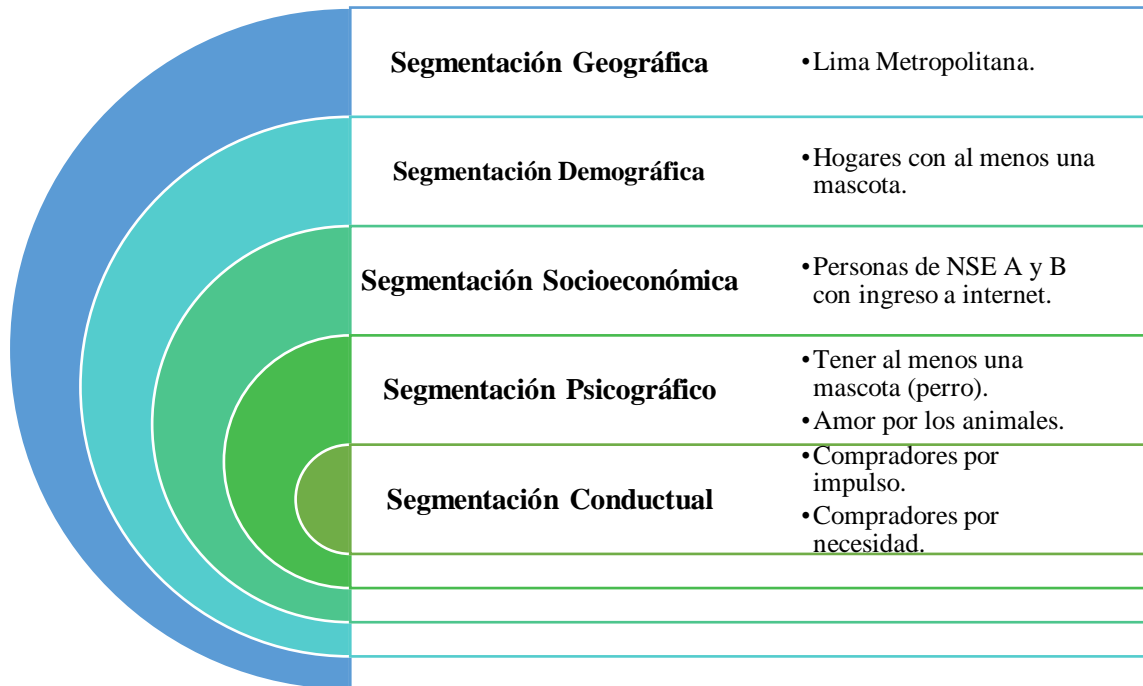 Segmentación Geográfica
•Lima Metropolitana.
Segmentación Demográfica
•Hogares con al menos una
mascota.
Segmentación Socioeconómica
•Personas de NSE A y B
con ingreso a internet.
Segmentación Psicográfico
•Tener al menos una
mascota (perro).
•Amor por los animales.
Segmentación Conductual
•Compradores por
impulso.
•Compradores por
necesidad.